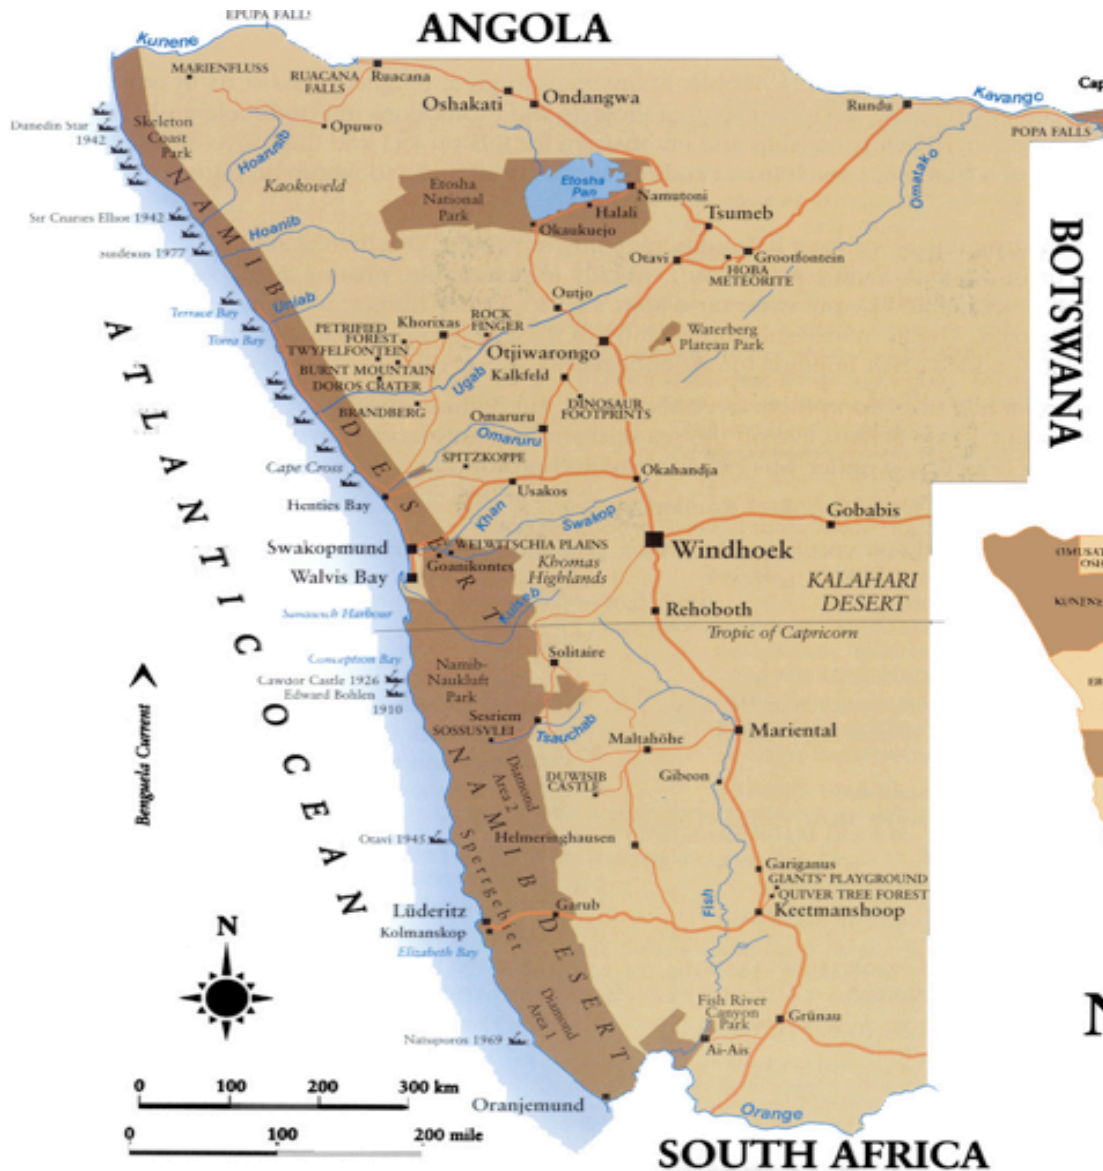 EPUPA FALLS
ANGOLA
Kunene
MARIENFLUSS
RUACANA
FALLS
Ruacana
Oshakati
Ondangwa
Rundu
Kavango
Cap
POPA FALLS
Dunedin Star
1942
Skeleton
Coast
Park
Opuwo
Hoarusib
Kaokoveld
Omatako
Etosha
National
Park
Etosha
Pan
Namutoni
Halali
Okaukuejo
Tsumeb
1942
Hoanib
1977
Otavi
Grootfontein
HOBA
METEORITE
BOTSWANA
NAMIB DESERT
Uniab
Terrace Bay
Torra Bay
Outjo
PETRIFIED
FOREST
Khorixas
ROCK
FINGER
TWYFELFONTEIN
BURNT MOUNTAIN
DOROS CRATER
Ugab
BRANDBERG
Otjiwarongo
Waterberg
Plateau Park
Kalkfeld
DINOSAUR
FOOTPRINTS
Omaruru
Omaruru
SPITZKOPPE
ATLANTIC OCEAN
Cape Cross
Henties Bay
Usakos
Okahandja
Khan
Swakop
Gobabis
Swakopmund
WELWITSCHIA PLAINS
Goanikontes
Khomas
Highlands
Windhoek
Walvis Bay
Kuiseb
KALAHARI
DESERT
Rehoboth
Tropic of Capricorn
KUNENE
ER
Conception Bay
Cawdor Castle 1926
Edward Bohlen
1910
Namib-
Naukluft
Park
Solitaire
Sesriem
SOSSUSVLEI
Tsauchab
Maltahöhe
Mariental
Benguela Current
DUWISIB
CASTLE
Gibeon
Diamond
Area 2
NAMIB DESERT
Sperrgebiet
Otavi 1945
Helmeringhausen
Gariganus
GIANTS' PLAYGROUND
QUIVER TREE FOREST
Fish
Lüderitz
Garub
Keetmanshoop
Kolmanskop
Elizabeth Bay
N
Diamond
Area 1
Fish River
Canyon
Park
Grünau
Ai-Ais
1969
0 100 200 300 km
0 100 200 mile
Oranjemund
Orange
SOUTH AFRICA